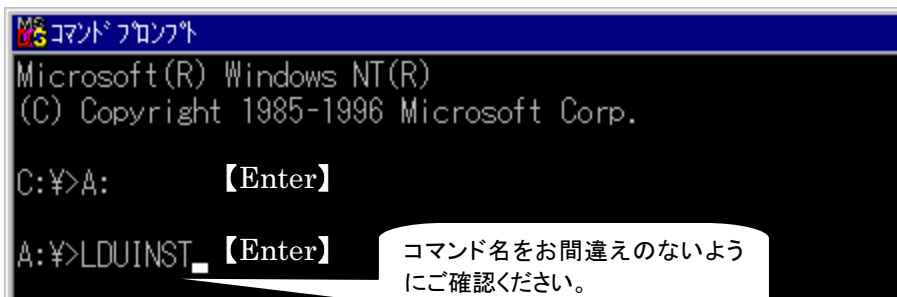 コマンド プロンプト
Microsoft(R) Windows NT(R)
(C) Copyright 1985-1996 Microsoft Corp.
C:¥>A: 【Enter】
A:¥>LDUINST_ 【Enter】
コマンド名をお間違えのないよう
にご確認ください。